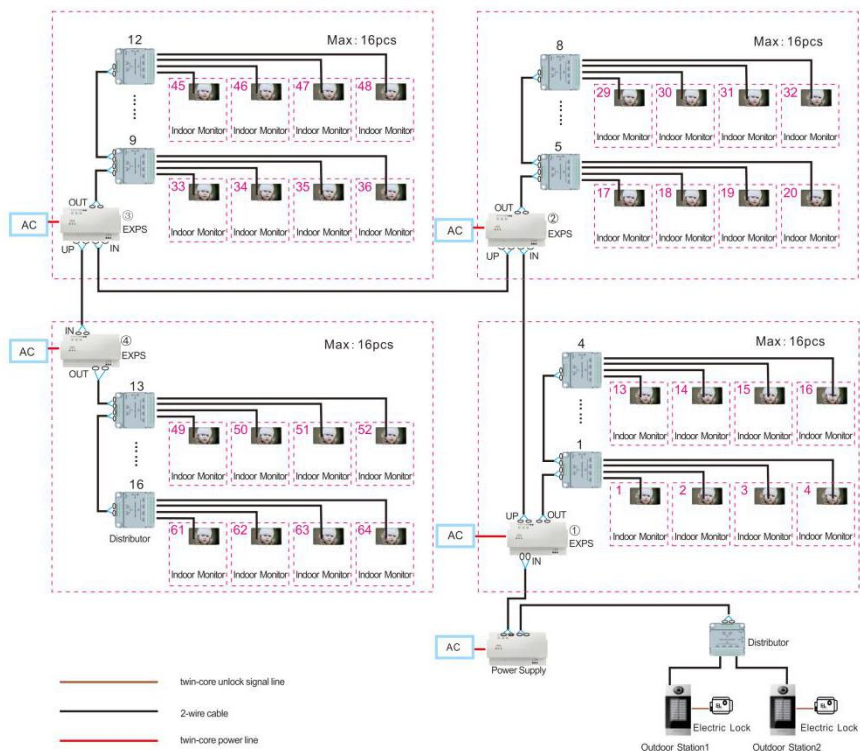 12
Max: 16pcs
45 46 47 48
Indoor Monitor Indoor Monitor Indoor Monitor Indoor Monitor
9
33 34 35 36
Indoor Monitor Indoor Monitor Indoor Monitor Indoor Monitor
OUT
③
AC
EXPS
UP IN
8
Max: 16pcs
29 30 31 32
Indoor Monitor Indoor Monitor Indoor Monitor Indoor Monitor
5
17 18 19 20
Indoor Monitor Indoor Monitor Indoor Monitor Indoor Monitor
OUT
②
AC
EXPS
UP IN
IN
④
AC
EXPS
OUT
Max: 16pcs
13
49 50 51 52
Indoor Monitor Indoor Monitor Indoor Monitor Indoor Monitor
16
61 62 63 64
Distributor
Indoor Monitor Indoor Monitor Indoor Monitor Indoor Monitor
4
Max: 16pcs
13 14 15 16
Indoor Monitor Indoor Monitor Indoor Monitor Indoor Monitor
1
1 2 3 4
Indoor Monitor Indoor Monitor Indoor Monitor Indoor Monitor
UP OUT
①
AC
EXPS
IN
AC
Power Supply
Distributor
EL EL
Electric Lock Electric Lock
Outdoor Station1 Outdoor Station2
twin-core unlock signal line
2-wire cable
twin-core power line